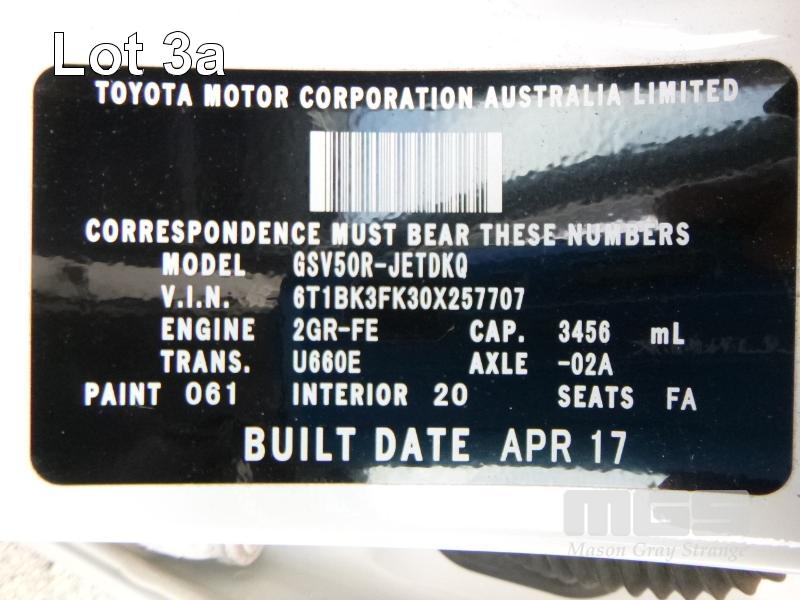 Lot 3a
TOYOTA MOTOR CORPORATION AUSTRALIA LIMITED
CORRESPONDENCE MUST BEAR THESE NUMBERS
MODEL GSV50R-JETDKQ
V.I.N. 6T1BK3FK30X257707
ENGINE 2GR-FE CAP. 3456 mL
TRANS. U660E AXLE -02A
PAINT 061 INTERIOR 20 SEATS FA
BUILT DATE APR 17
MGS
Mason Gray Strange